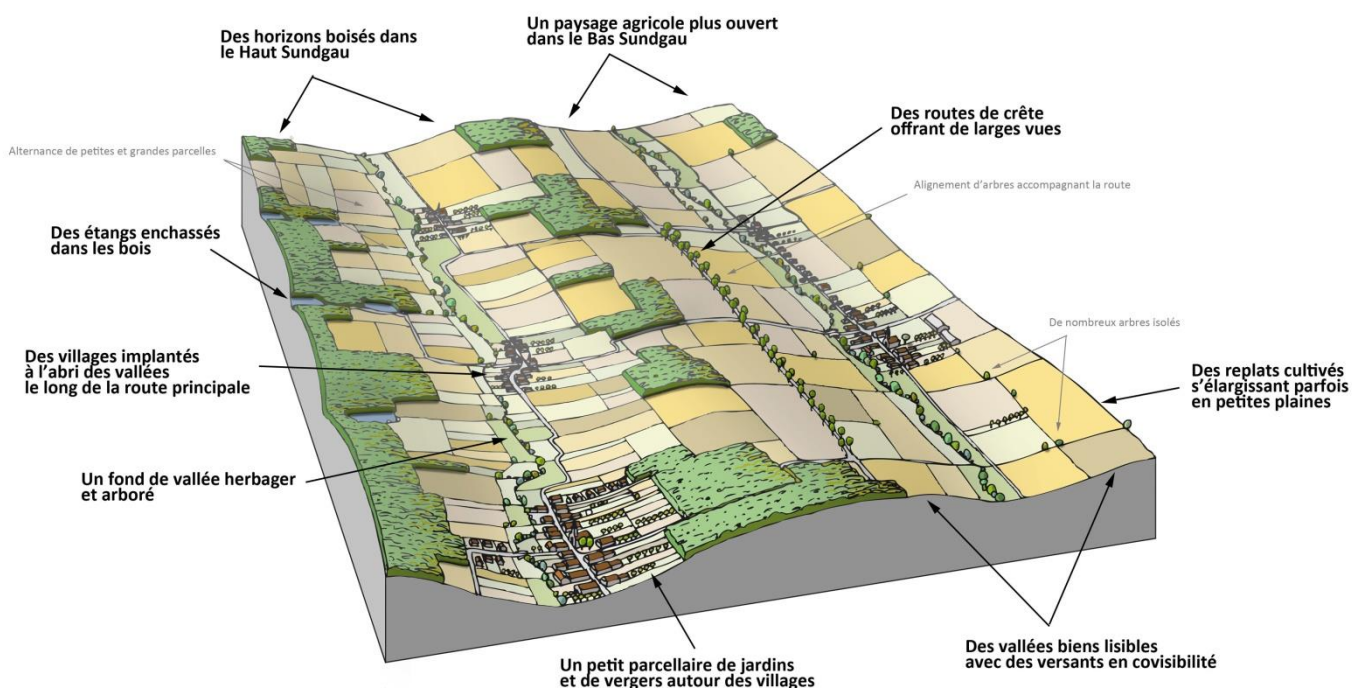 Des horizons boisés dans
le Haut Sundgau
Un paysage agricole plus ouvert
dans le Bas Sundgau
Des routes de crête
offrant de larges vues
Alternance de petites et grandes parcelles
Alignement d'arbres accompagnant la route
Des étangs enchassés
dans les bois
De nombreux arbres isolés
Des villages implantés
à l'abri des vallées
le long de la route principale
Des replats cultivés
s'élargissant parfois
en petites plaines
Un fond de vallée herbager
et arboré
Des vallées biens lisibles
avec des versants en covisibilité
Un petit parcellaire de jardins
et de vergers autour des villages